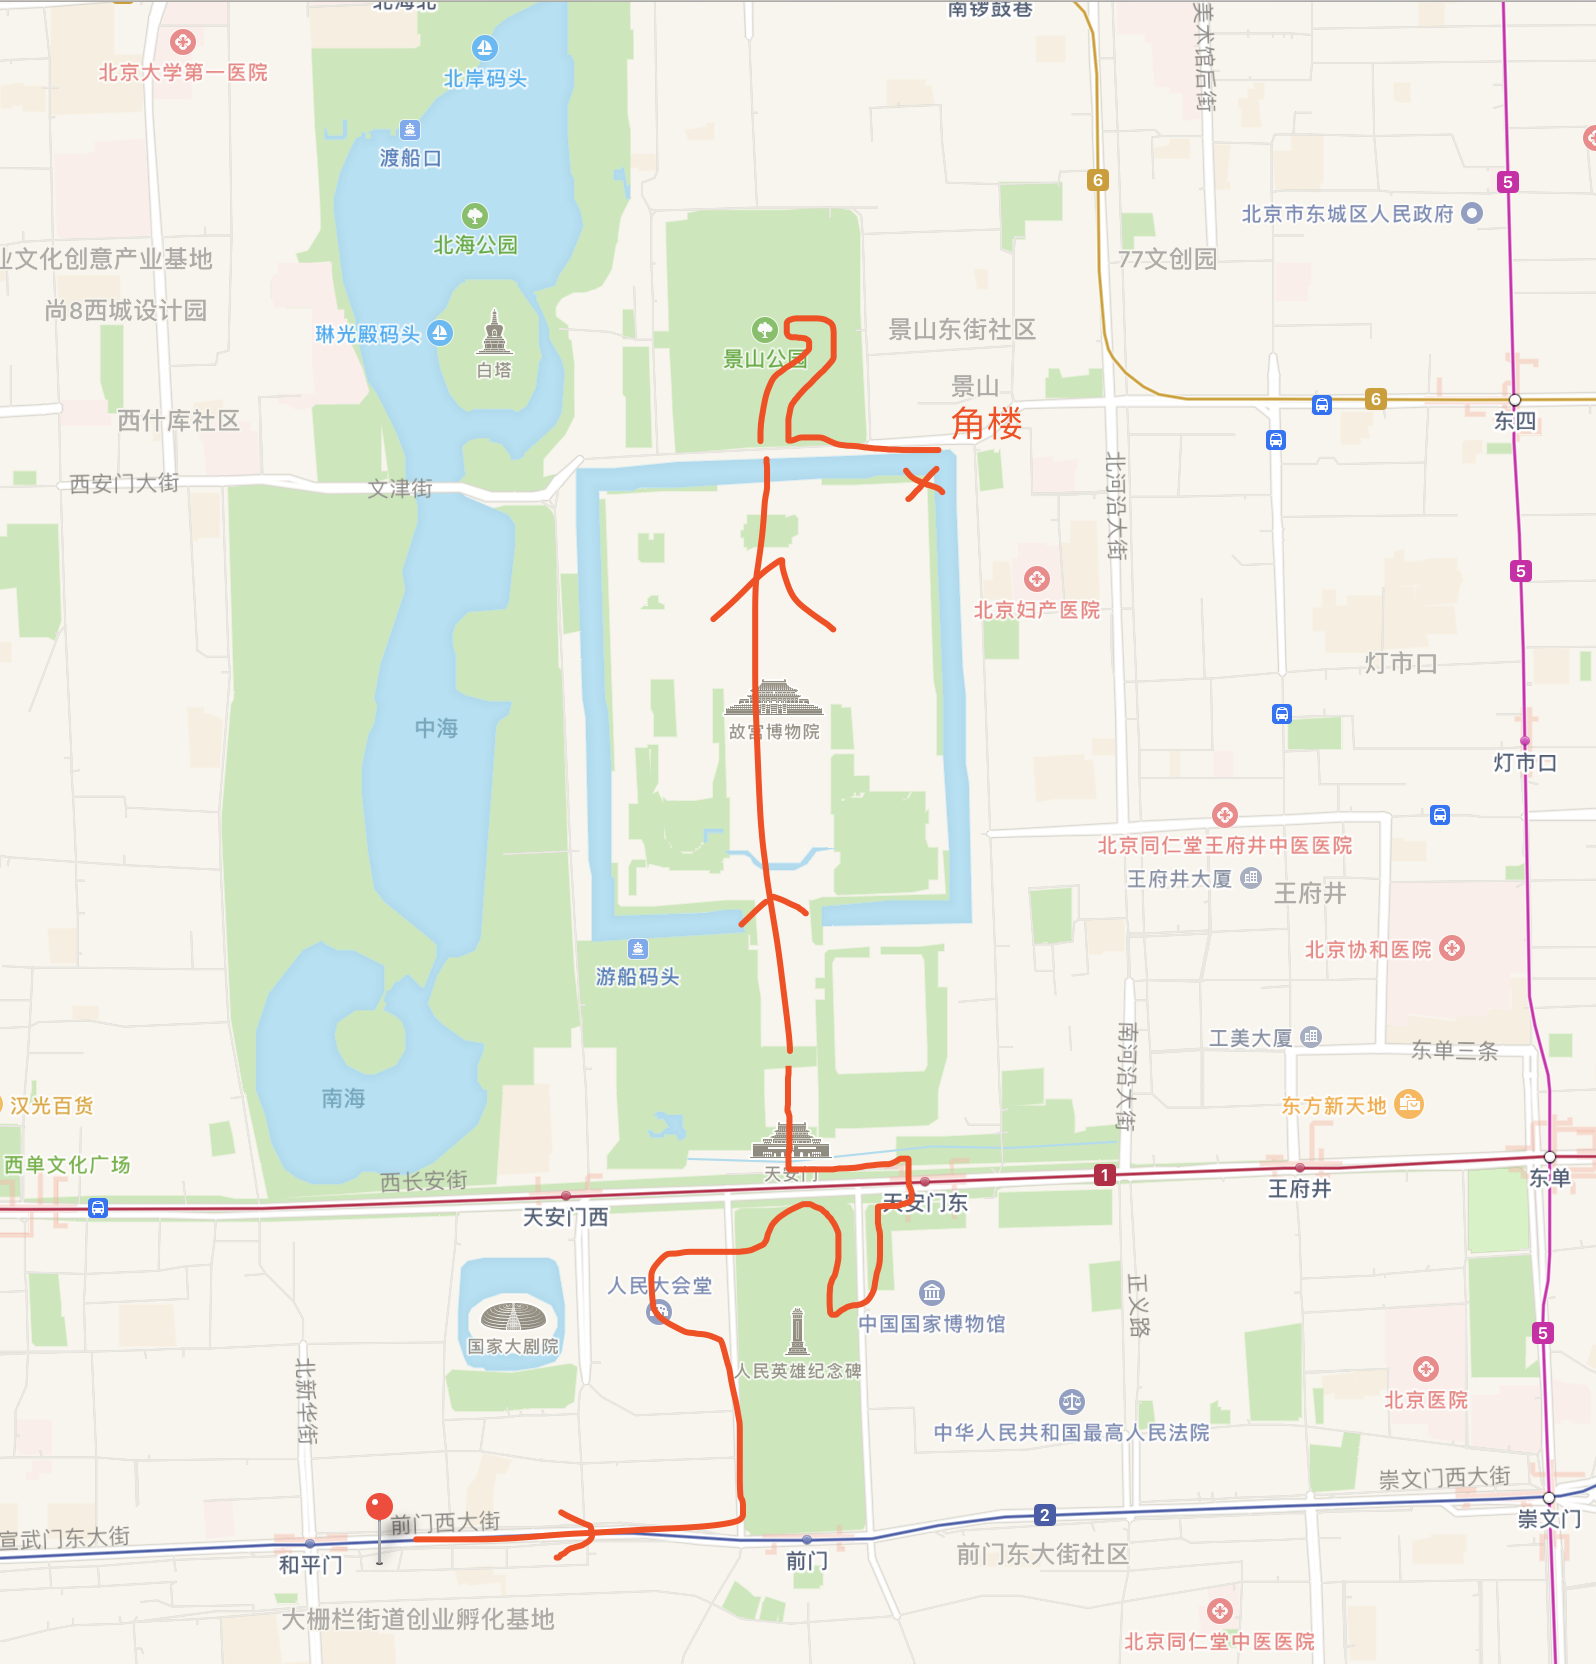 北海北
南锣鼓巷
美术馆后街
北岸码头
北京大学第一医院
渡船口
6
5
北京市东城区人民政府
北海公园
业文化创意产业基地
77文创园
尚8西城设计园
琳光殿码头
景山东街社区
景山公园
白塔
景山
6
西什库社区
角楼
东四
西安门大街
文津街
北河沿大街
5
北京妇产医院
灯市口
中海
故宫博物院
灯市口
北京同仁堂王府井中医医院
王府井大厦
王府井
北京协和医院
游船码头
工美大厦
东单三条
南河沿大街
南海
汉光百货
东方新天地
西单文化广场
西长安街
天安门
1
东单
天安门西
天安门东
王府井
人民大会堂
正义路
中国国家博物馆
国家大剧院
5
人民英雄纪念碑
北新华街
北京医院
中华人民共和国最高人民法院
崇文门西大街
前门西大街
2
崇文门
宣武门东大街
和平门
前门
前门东大街社区
大栅栏街道创业孵化基地
北京同仁堂中医医院